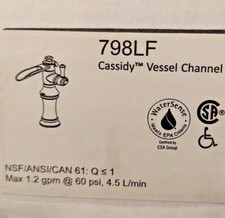 798LF
Cassidy™ Vessel Channel
WaterSense
Meets EPA Criteria
Certified by
CSA Group
NSF/ANSI/CAN 61: Q ≤ 1
Max 1.2 gpm @ 60 psi, 4.5 L/min